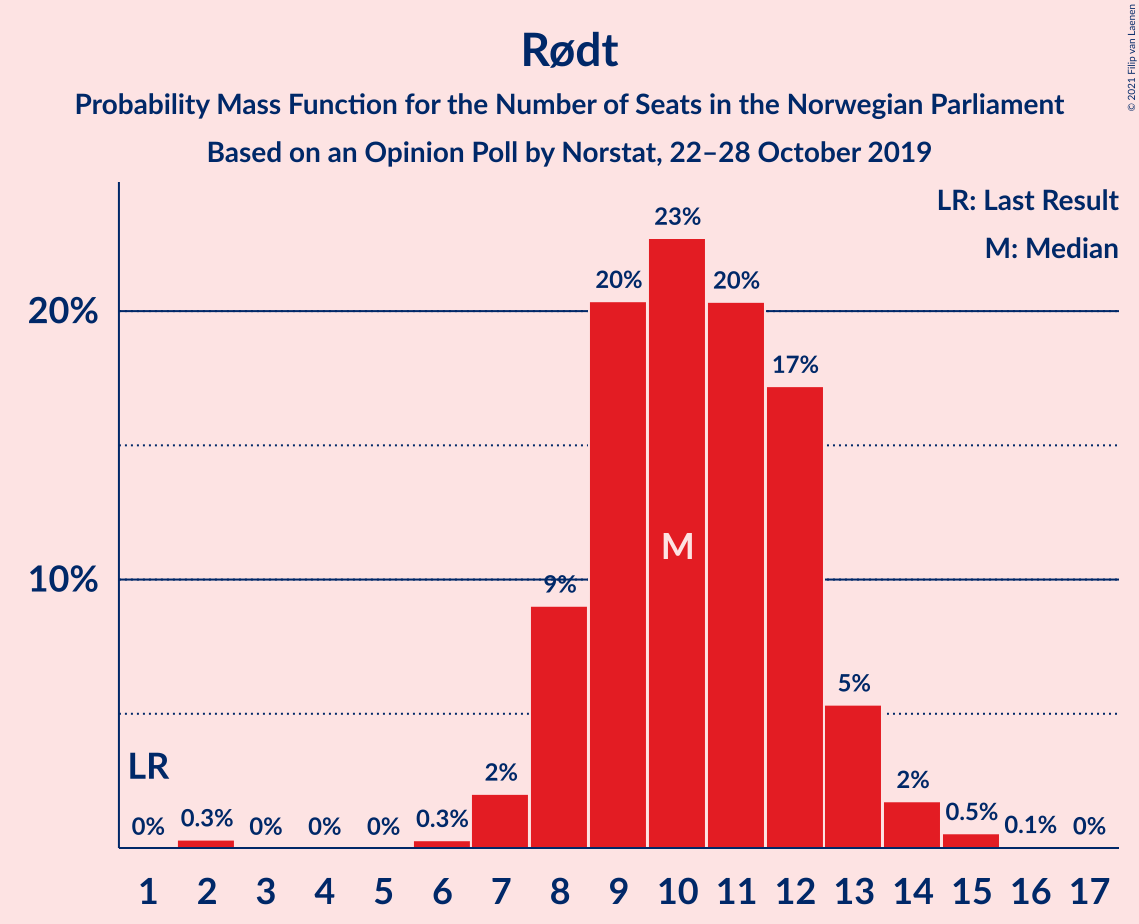 Rødt
Probability Mass Function for the Number of Seats in the Norwegian Parliament
Based on an Opinion Poll by Norstat, 22–28 October 2019
© 2021 Filip van Laenen
LR: Last Result
M: Median
20%
10%
0% 0.3% 0% 0% 0% 0.3% 2% 9% 20% 23% 20% 17% 5% 2% 0.5% 0.1% 0%
LR
M
1 2 3 4 5 6 7 8 9 10 11 12 13 14 15 16 17